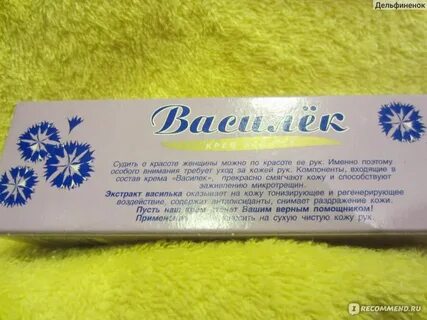 Дельфиненок
Василёк
КРЕМ
Судить о красоте женщины можно по красоте ее рук. Именно поэтому
особого внимания требует уход за кожей рук. Компоненты, входящие в
состав крема «Василек», прекрасно смягчают кожу и способствуют
заживлению микротрещин.
Экстракт василька оказывает на кожу тонизирующее и регенерирующее
воздействие, содержит антиоксиданты, снимает раздражение кожи.
Пусть наш крем станет Вашим верным помощником!
на сухую чистую кожу рук.
IRECOMMEND.RU